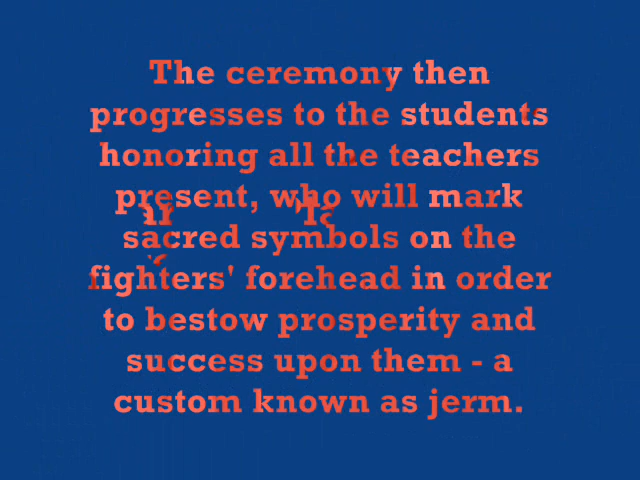 The ceremony then
progresses to the students
honoring all the teachers
present, who will mark
sacred symbols on the
fighters' forehead in order
to bestow prosperity and
success upon them - a
custom known as jerm.